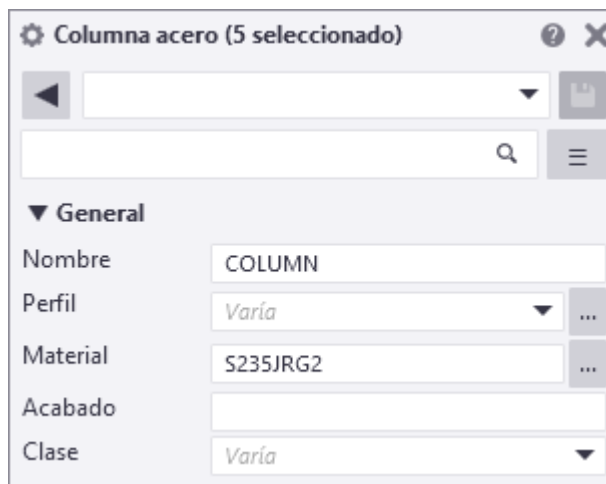 Columna acero (5 seleccionado)
General
Nombre COLUMN
Perfil Varía ...
Material S235JRG2 ...
Acabado
Clase Varía